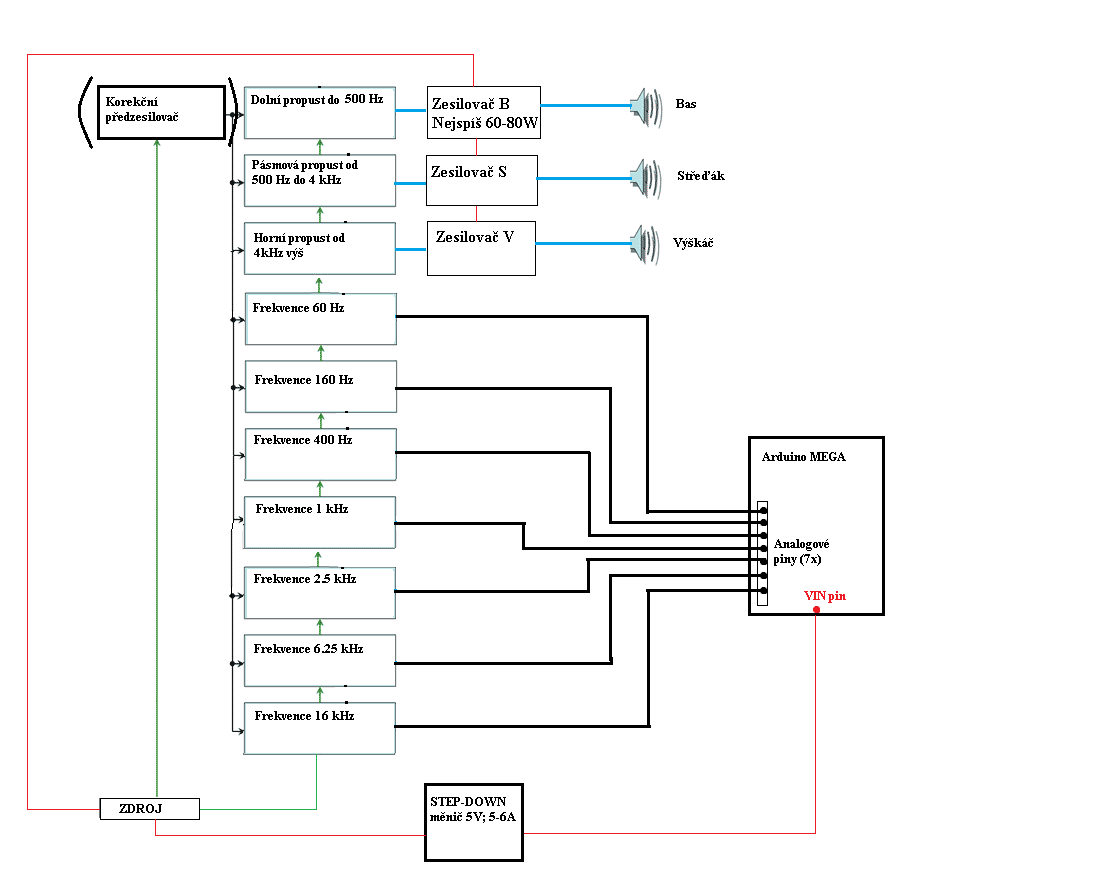 Korekční
předzesilovač
Dolní propust do 500 Hz
Zesilovač B
Nejspíš 60-80W
Bas
Pásmová propust od
500 Hz do 4 kHz
Zesilovač S
Střeďák
Horní propust od
4kHz výš
Zesilovač V
Výškáč
Frekvence 60 Hz
Frekvence 160 Hz
Frekvence 400 Hz
Frekvence 1 kHz
Frekvence 2.5 kHz
Frekvence 6.25 kHz
Frekvence 16 kHz
Arduino MEGA
Analogové
piny (7x)
VIN pin
ZDROJ
STEP-DOWN
měnič 5V; 5-6A